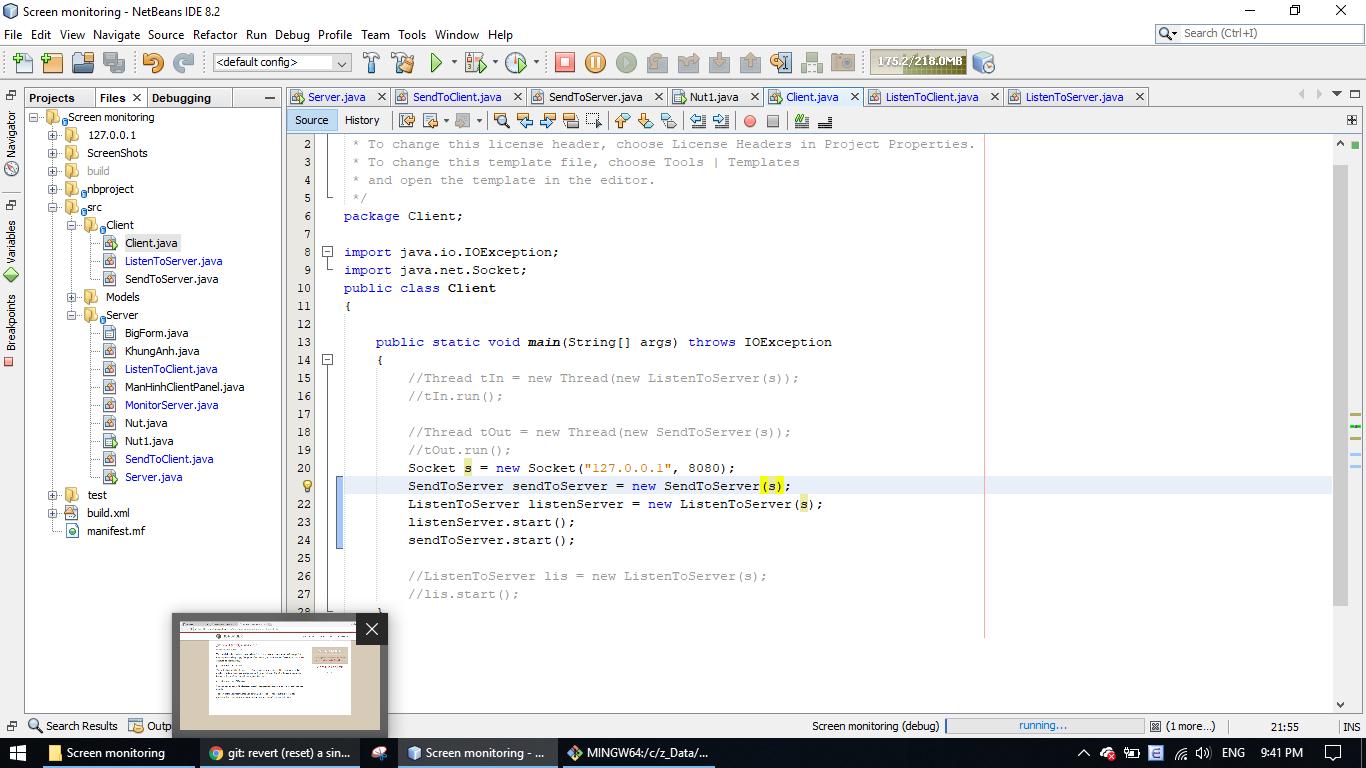 Screen monitoring - NetBeans IDE 8.2
File Edit View Navigate Source Refactor Run Debug Profile Team Tools Window Help
Search (Ctrl+I)
<default config>
175.2/218.0MB
Projects Files Debugging
Server.java SendToClient.java SendToServer.java Nut1.java Client.java ListenToClient.java ListenToServer.java
Source History
Navigator
Variables
Breakpoints
Screen monitoring
127.0.0.1
ScreenShots
build
nbproject
src
Client
Client.java
ListenToServer.java
SendToServer.java
Models
Server
BigForm.java
KhungAnh.java
ListenToClient.java
ManHinhClientPanel.java
MonitorServer.java
Nut.java
Nut1.java
SendToClient.java
Server.java
test
build.xml
manifest.mf
2 * To change this license header, choose License Headers in Project Properties.
3 * To change this template file, choose Tools | Templates
4 * and open the template in the editor.
5 */
6 package Client;
7
8 import java.io.IOException;
9 import java.net.Socket;
10 public class Client
11 {
12
13 public static void main(String[] args) throws IOException
14 {
15 //Thread tIn = new Thread(new ListenToServer(s));
16 //tIn.run();
17
18 //Thread tOut = new Thread(new SendToServer(s));
19 //tOut.run();
20 Socket s = new Socket("127.0.0.1", 8080);
SendToServer sendToServer = new SendToServer(s);
22 ListenToServer listenServer = new ListenToServer(s);
23 listenServer.start();
24 sendToServer.start();
25
26 //ListenToServer lis = new ListenToServer(s);
27 //lis.start();
28 }
Search Results Outp
Screen monitoring (debug) running... (1 more...) 21:55 INS
Screen monitoring
git: revert (reset) a sin...
Screen monitoring - ...
MINGW64:/c/z_Data/...
ENG 9:41 PM